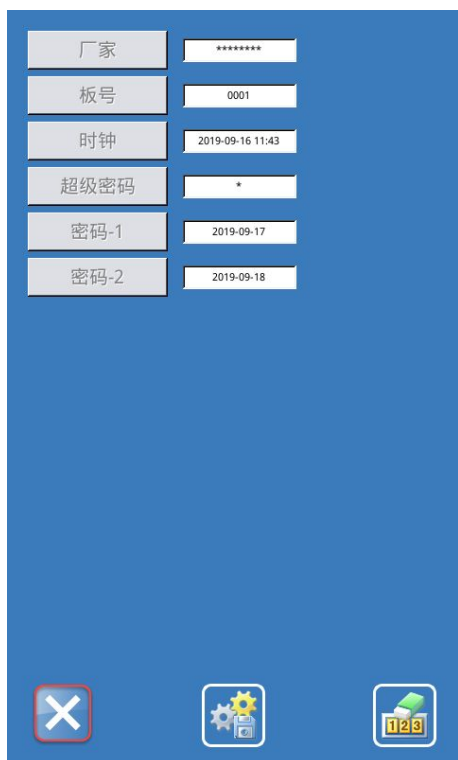 厂家 ********
板号 0001
时钟 2019-09-16 11:43
超级密码 *
密码-1 2019-09-17
密码-2 2019-09-18
123